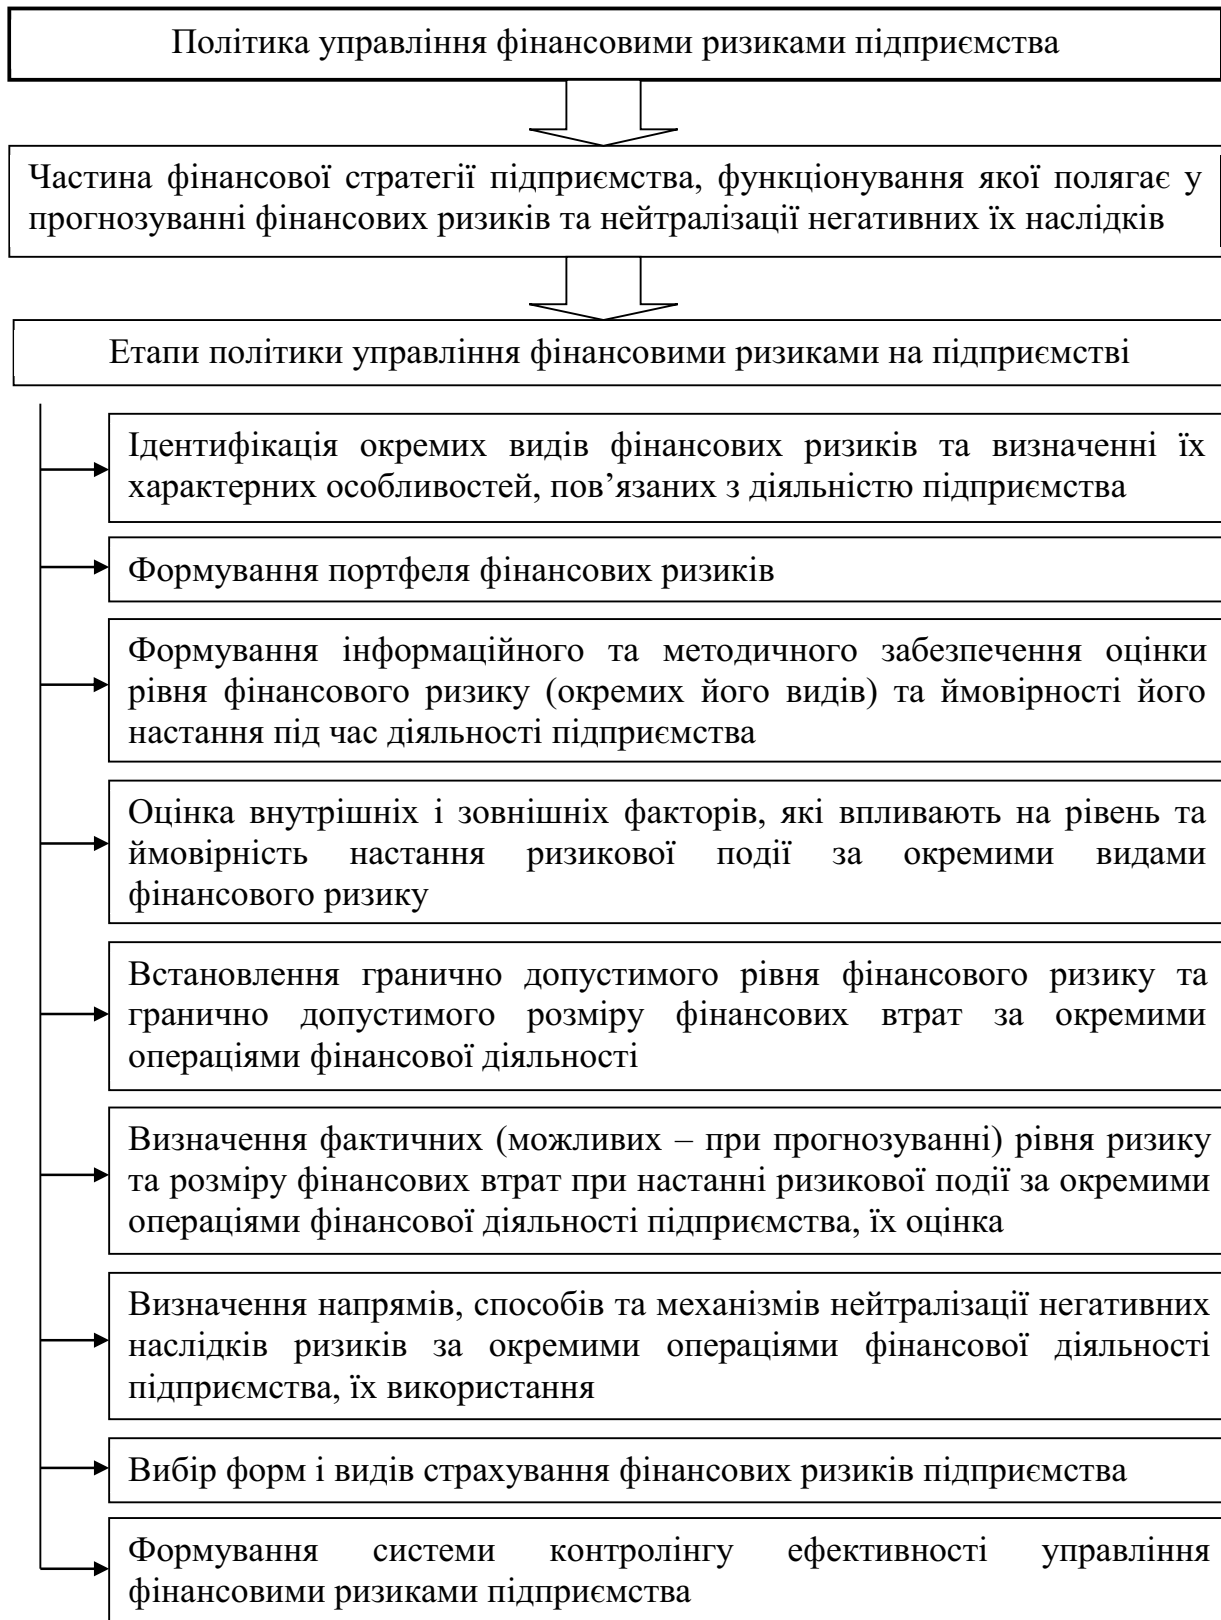 Політика управління фінансовими ризиками підприємства
Частина фінансової стратегії підприємства, функціонування якої полягає у
прогнозуванні фінансових ризиків та нейтралізації негативних їх наслідків
Етапи політики управління фінансовими ризиками на підприємстві
Ідентифікація окремих видів фінансових ризиків та визначенні їх
характерних особливостей, пов’язаних з діяльністю підприємства
Формування портфеля фінансових ризиків
Формування інформаційного та методичного забезпечення оцінки
рівня фінансового ризику (окремих його видів) та ймовірності його
настання під час діяльності підприємства
Оцінка внутрішніх і зовнішніх факторів, які впливають на рівень та
ймовірність настання ризикової події за окремими видами
фінансового ризику
Встановлення гранично допустимого рівня фінансового ризику та
гранично допустимого розміру фінансових втрат за окремими
операціями фінансової діяльності
Визначення фактичних (можливих – при прогнозуванні) рівня ризику
та розміру фінансових втрат при настанні ризикової події за окремими
операціями фінансової діяльності підприємства, їх оцінка
Визначення напрямів, способів та механізмів нейтралізації негативних
наслідків ризиків за окремими операціями фінансової діяльності
підприємства, їх використання
Вибір форм і видів страхування фінансових ризиків підприємства
Формування системи контролінгу ефективності управління
фінансовими ризиками підприємства